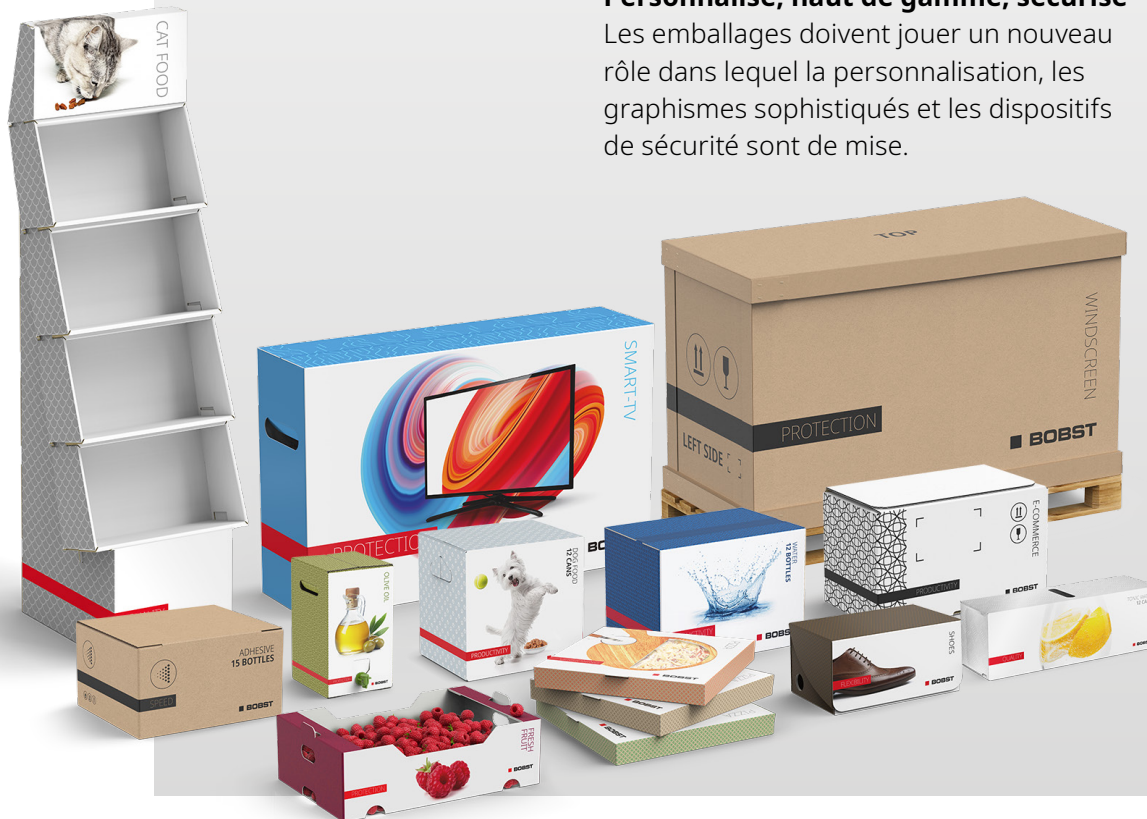 Personnalisé, haut de gamme, sécurisé
Les emballages doivent jouer un nouveau
rôle dans lequel la personnalisation, les
graphismes sophistiqués et les dispositifs
de sécurité sont de mise.
CAT FOOD
TOP
WINDSCREEN
PROTECTION
LEFT SIDE
BOBST
SMART-TV
PROTECTION
OLIVE OIL
DOG FOOD
12 CANS
PRODUCTIVITY
WATER
12 BOTTLES
E-COMMERCE
PRODUCTIVITY
BOBST
ADHESIVE
15 BOTTLES
SPEED
BOBST
FRESH
FRUIT
PROTECTION
BOBST
BOBST
SHOES
FLEXIBILITY
BOBST
QUALITY